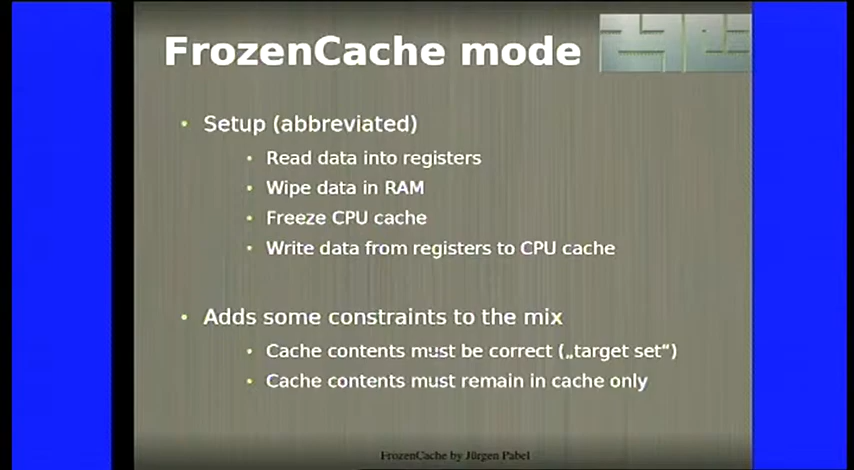 FrozenCache mode
• Setup (abbreviated)
• Read data into registers
• Wipe data in RAM
• Freeze CPU cache
• Write data from registers to CPU cache
• Adds some constraints to the mix
• Cache contents must be correct („target set“)
• Cache contents must remain in cache only
FrozenCache by Jürgen Pabel